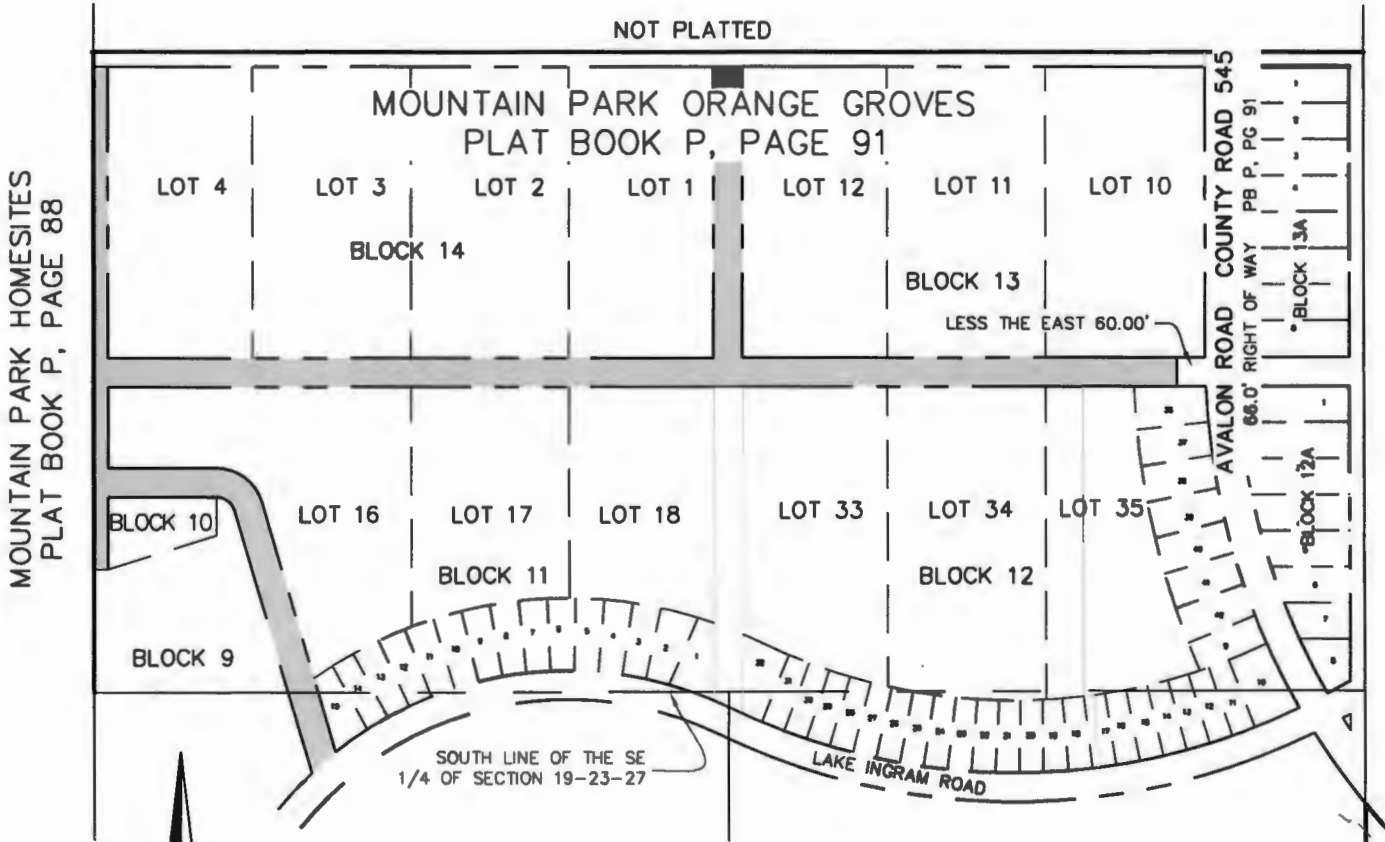 NOT PLATTED
MOUNTAIN PARK ORANGE GROVES
PLAT BOOK P, PAGE 91
MOUNTAIN PARK HOMESITES
PLAT BOOK P, PAGE 88
LOT 4
LOT 3
LOT 2
LOT 1
LOT 12
LOT 11
LOT 10
BLOCK 14
BLOCK 13
LESS THE EAST 60.00'
AVALON ROAD COUNTY ROAD 545
66.0' RIGHT OF WAY PB P, PG 91
BLOCK 13A
BLOCK 12A
1
7
LOT 16
LOT 17
LOT 18
LOT 33
LOT 34
LOT 35
BLOCK 10
BLOCK 11
BLOCK 12
BLOCK 9
SOUTH LINE OF THE SE
1/4 OF SECTION 19-23-27
LAKE INGRAM ROAD